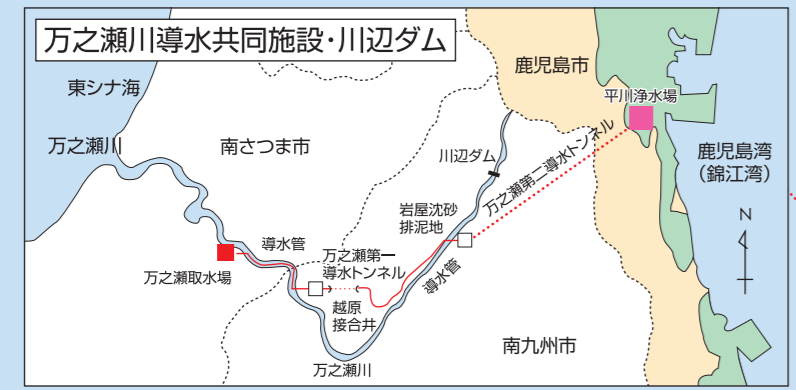 万之瀬川導水共同施設・川辺ダム
東シナ海
万之瀬川
南さつま市
鹿児島市
平川浄水場
鹿児島湾
(錦江湾)
N
川辺ダム
万之瀬第二導水トンネル
岩屋沈砂
排泥地
導水管
万之瀬第一
導水トンネル
導水管
万之瀬取水場
越原
接合井
万之瀬川
南九州市